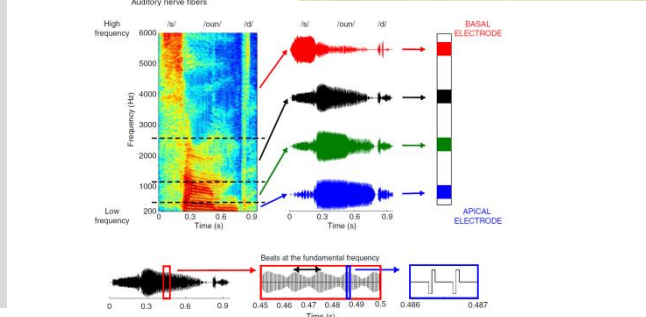 Auditory nerve fibers
High frequency
/s/ /oun/ /d/
/s/ /oun/ /d/
BASAL ELECTRODE
6000
5000
4000
3000
2000
1000
200
Frequency (Hz)
Low frequency
0 0.3 0.6 0.9
Time (s)
0 0.3 0.6 0.9
Time (s)
APICAL ELECTRODE
Beats at the fundamental frequency
0 0.3 0.6 0.9
0.45 0.46 0.47 0.48 0.49 0.5
Time (s)
0.486 0.487